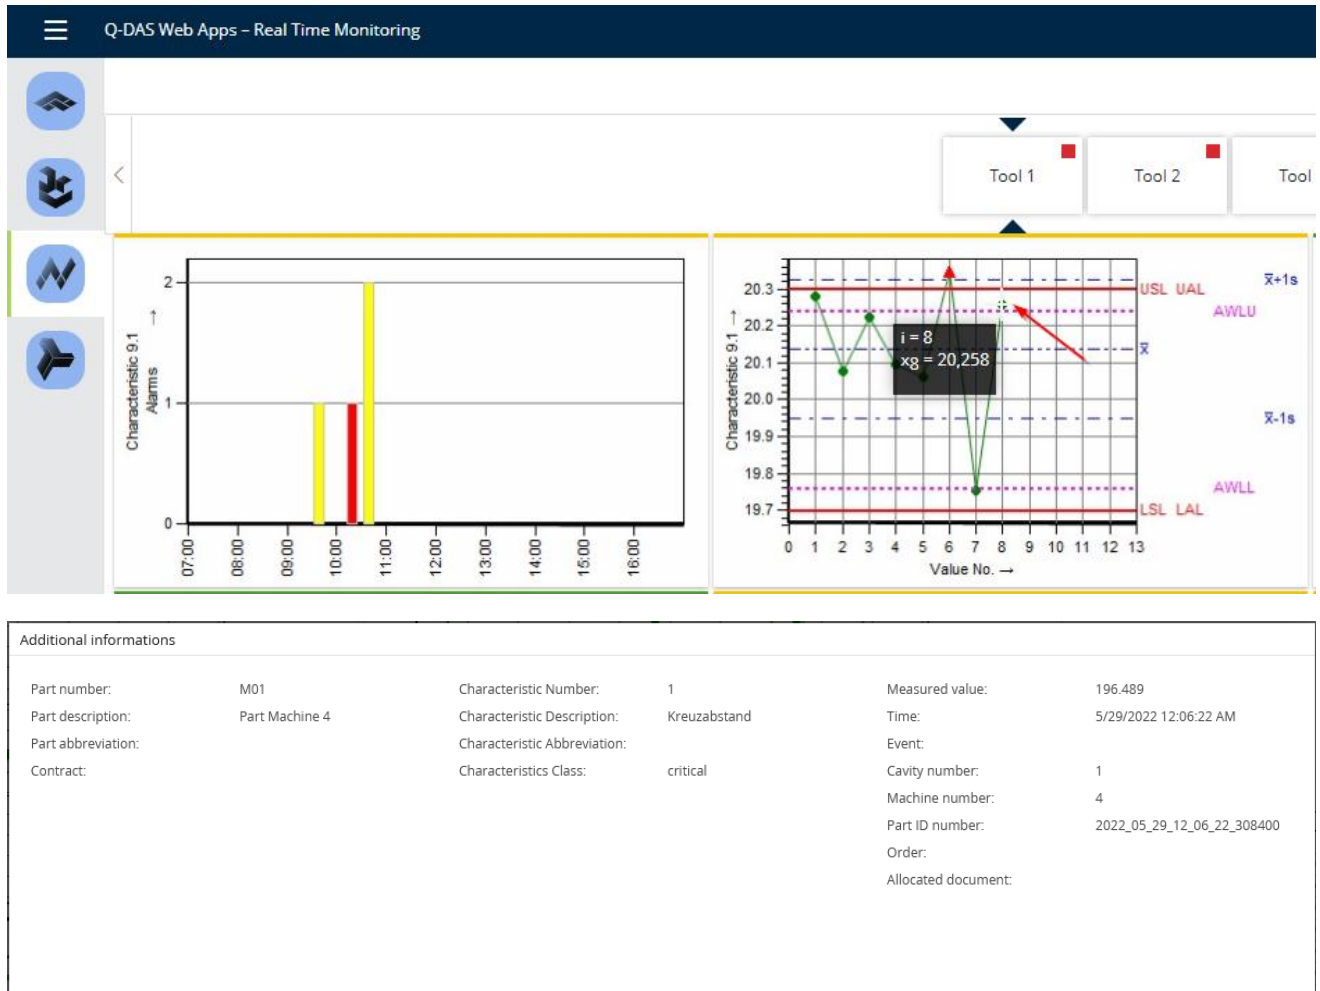 Q-DAS Web Apps – Real Time Monitoring
Tool 1
Tool 2
Tool
Characteristic 9.1
Alarms →
2
1
0
07:00 08:00 09:00 10:00 11:00 12:00 13:00 14:00 15:00 16:00
Characteristic 9.1 →
20.3
20.2
20.1
20.0
19.9
19.8
19.7
i = 8
x8 = 20,258
x̅+1s
USL UAL
AWLU
x̅
x̅-1s
AWLL
LSL LAL
0 1 2 3 4 5 6 7 8 9 10 11 12 13
Value No. →
Additional informations
Part number: M01
Part description: Part Machine 4
Part abbreviation:
Contract:
Characteristic Number: 1
Characteristic Description: Kreuzabstand
Characteristic Abbreviation:
Characteristics Class: critical
Measured value: 196.489
Time: 5/29/2022 12:06:22 AM
Event:
Cavity number: 1
Machine number: 4
Part ID number: 2022_05_29_12_06_22_308400
Order:
Allocated document: